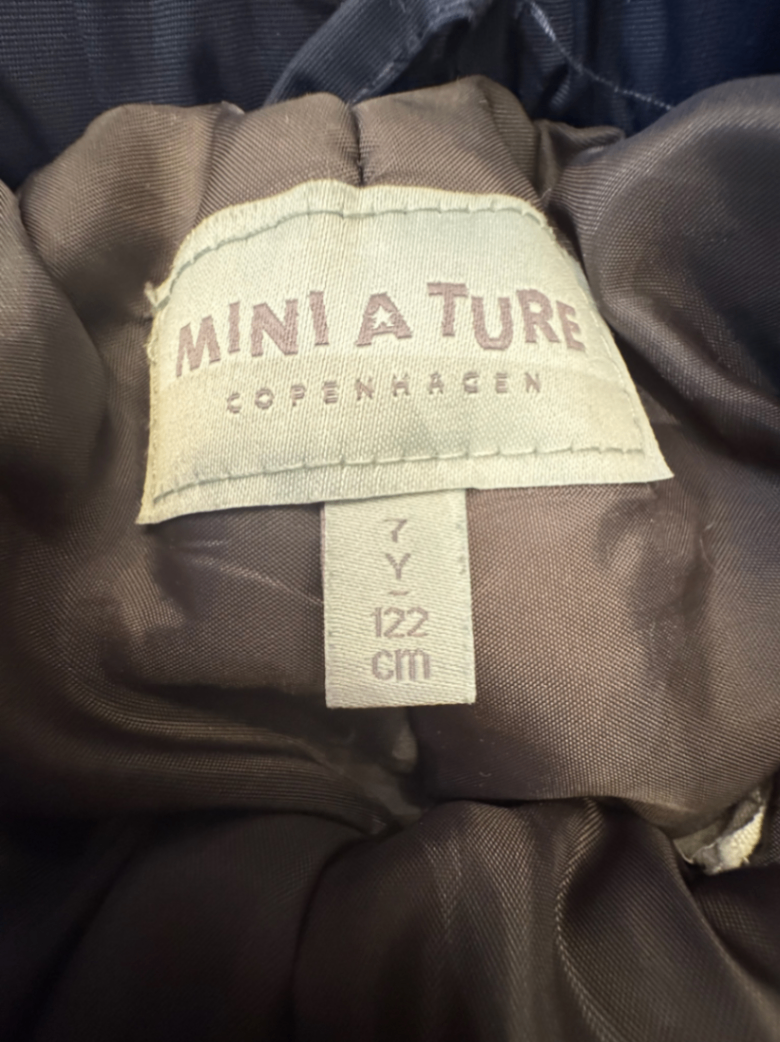 MINI A TURE
COPENHAGEN
7
Y
-
122
cm